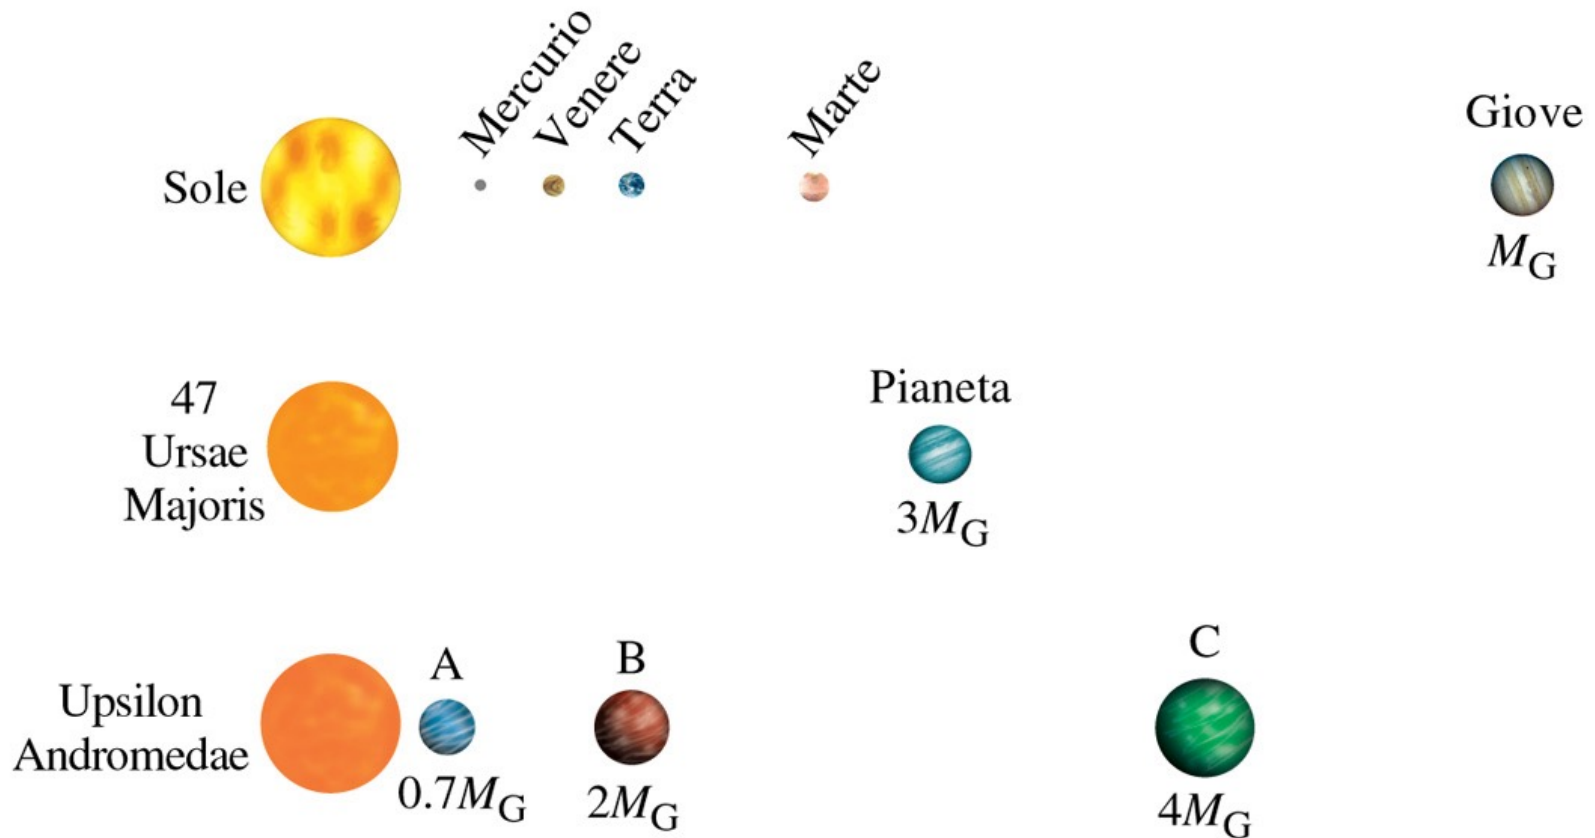 Mercurio
Venere
Terra
Marte
Giove
Sole
M_G
47
Ursae
Majoris
Pianeta
3M_G
Upsilon
Andromedae
A
0.7M_G
B
2M_G
C
4M_G